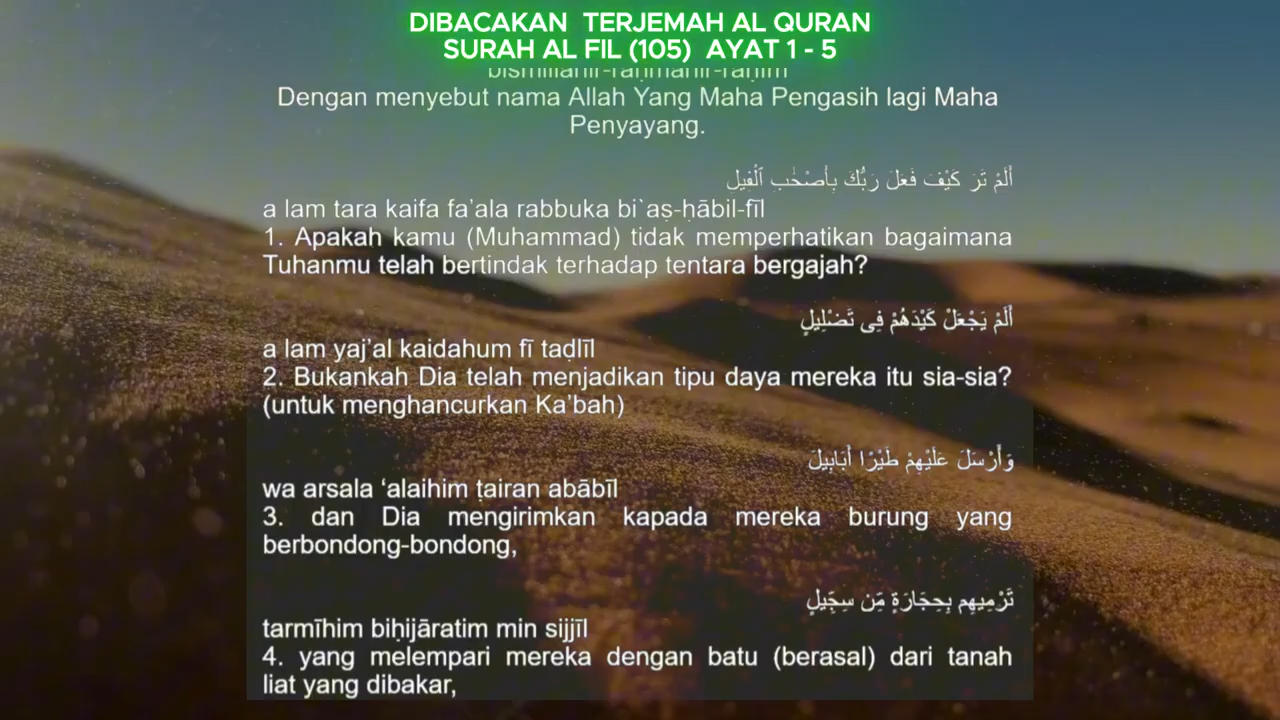 DIBACAKAN TERJEMAH AL QURAN
SURAH AL FIL (105) AYAT 1 - 5
bismillāhir-raḥmānir-raḥīm
Dengan menyebut nama Allah Yang Maha Pengasih lagi Maha
Penyayang.
أَلَمْ تَرَ كَيْفَ فَعَلَ رَبُّكَ بِأَصْحَٰبِ ٱلْفِيلِ
a lam tara kaifa fa’ala rabbuka bi`aṣ-ḥābil-fīl
1. Apakah kamu (Muhammad) tidak memperhatikan bagaimana
Tuhanmu telah bertindak terhadap tentara bergajah?
أَلَمْ يَجْعَلْ كَيْدَهُمْ فِى تَضْلِيلٍ
a lam yaj’al kaidahum fī taḍlīl
2. Bukankah Dia telah menjadikan tipu daya mereka itu sia-sia?
(untuk menghancurkan Ka’bah)
وَأَرْسَلَ عَلَيْهِمْ طَيْرًا أَبَابِيلَ
wa arsala ‘alaihim ṭairan abābīl
3. dan Dia mengirimkan kapada mereka burung yang
berbondong-bondong,
تَرْمِيهِم بِحِجَارَةٍ مِّن سِجِّيلٍ
tarmīhim biḥijāratim min sijjīl
4. yang melempari mereka dengan batu (berasal) dari tanah
liat yang dibakar,